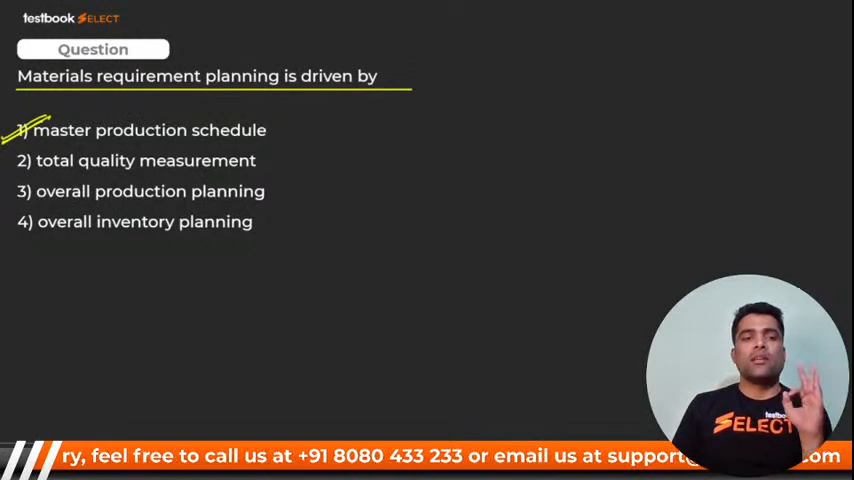 testbook SELECT
Question
Materials requirement planning is driven by
1) master production schedule
2) total quality measurement
3) overall production planning
4) overall inventory planning
SELECT
ry, feel free to call us at +91 8080 433 233 or email us at support@ om